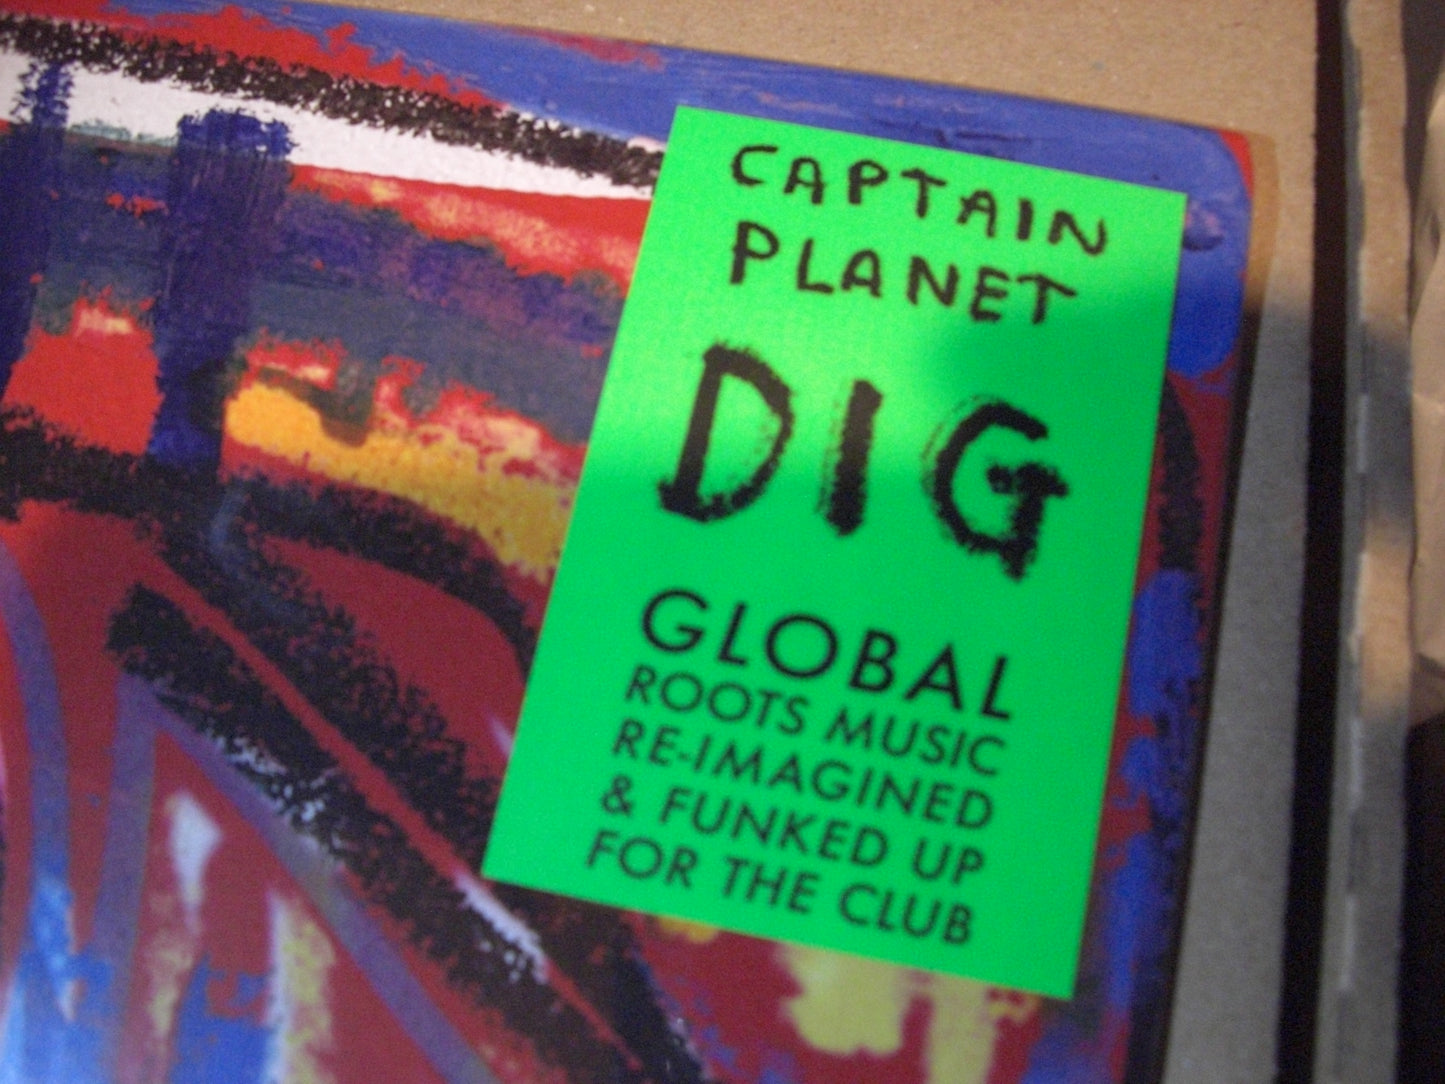 CAPTAIN
PLANET
DIG
GLOBAL
ROOTS MUSIC
RE-IMAGINED
& FUNKED UP
FOR THE CLUB